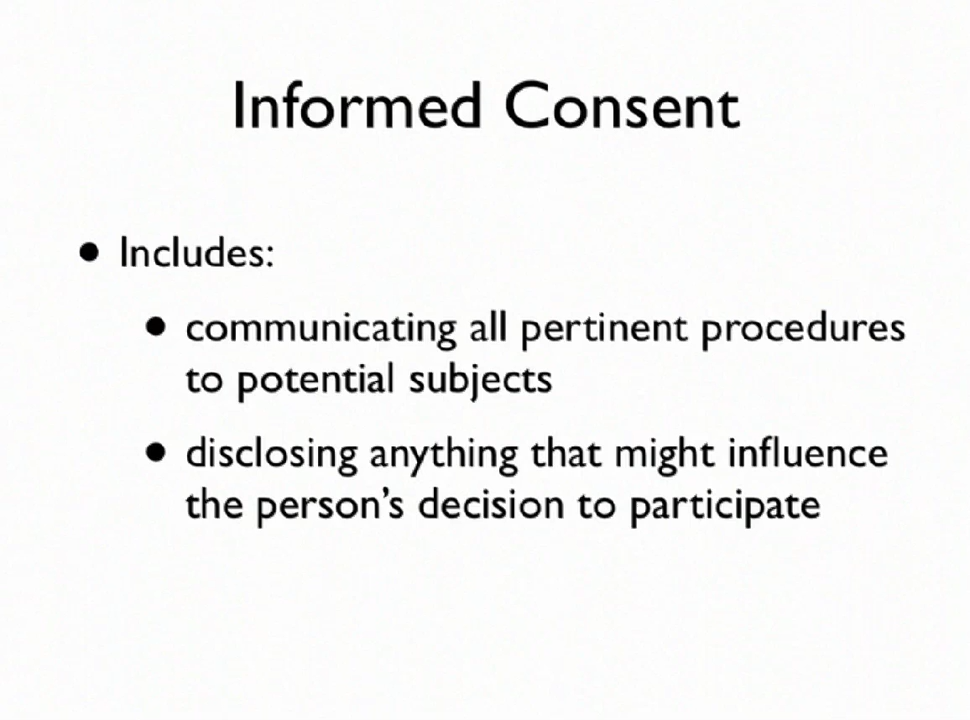 Informed Consent
• Includes:
• communicating all pertinent procedures
to potential subjects
• disclosing anything that might influence
the person’s decision to participate